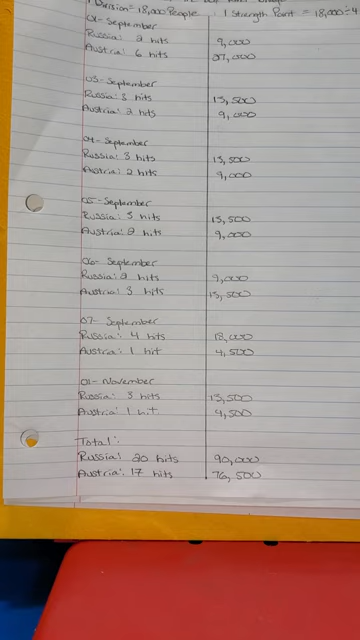 1 Division = 18,000 People 1 Strength Point = 18,000 ÷ 4
01- September
Russia: 2 hits 9,000
Austria: 6 hits 27,000
03- September
Russia: 3 hits 13,500
Austria: 2 hits 9,000
04- September
Russia: 3 hits 13,500
Austria: 2 hits 9,000
05- September
Russia: 3 hits 13,500
Austria: 2 hits 9,000
06- September
Russia: 2 hits 9,000
Austria: 3 hits 13,500
07- September
Russia: 4 hits 18,000
Austria: 1 hit 4,500
01- November
Russia: 3 hits 13,500
Austria: 1 hit 4,500
Total:
Russia: 20 hits 90,000
Austria: 17 hits 76,500